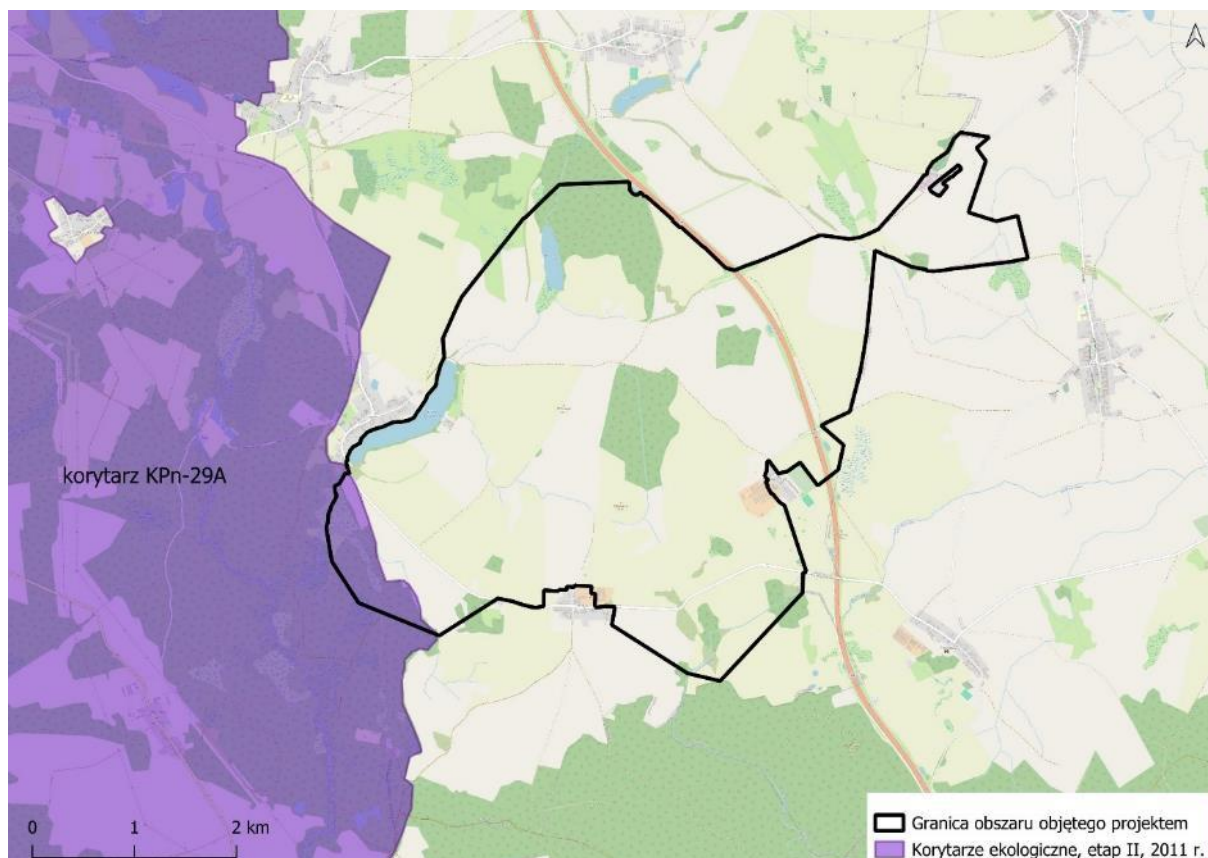 korytarz KPn-29A
0 1 2 km
Granica obszaru objętego projektem
Korytarze ekologiczne, etap II, 2011 r.